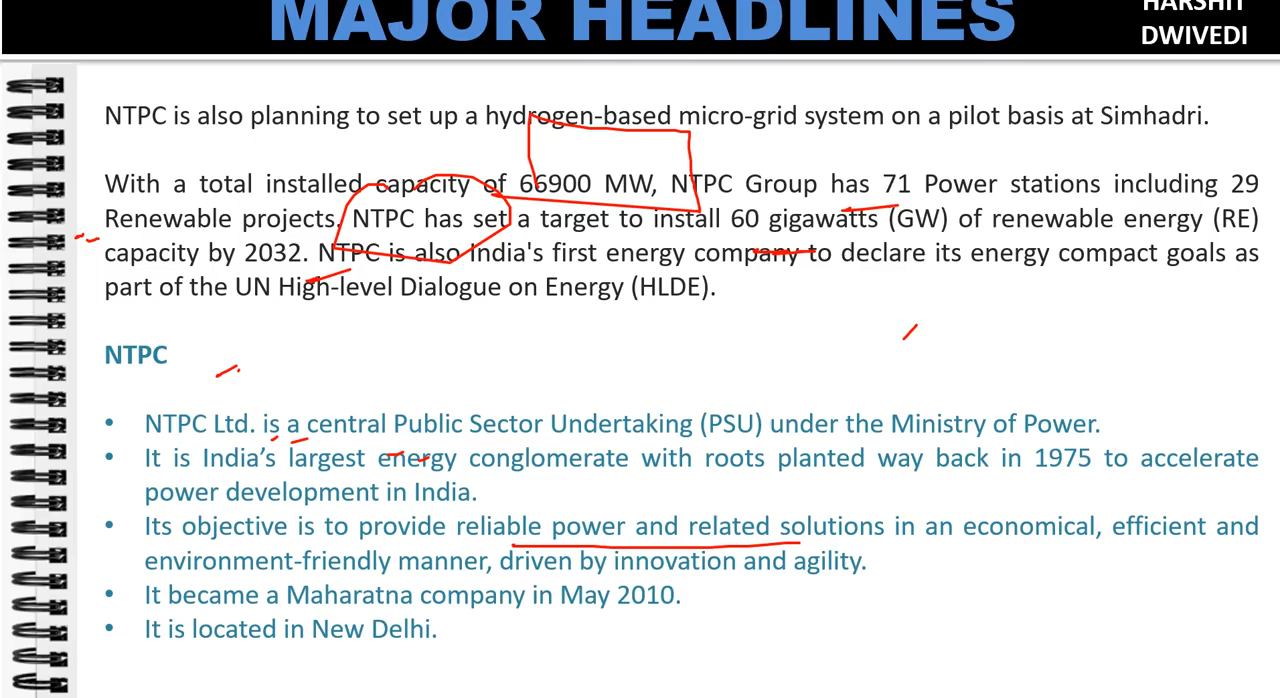 MAJOR HEADLINES
HARSHIT
DWIVEDI
NTPC is also planning to set up a hydrogen-based micro-grid system on a pilot basis at Simhadri.
With a total installed capacity of 66900 MW, NTPC Group has 71 Power stations including 29
Renewable projects. NTPC has set a target to install 60 gigawatts (GW) of renewable energy (RE)
capacity by 2032. NTPC is also India's first energy company to declare its energy compact goals as
part of the UN High-level Dialogue on Energy (HLDE).
NTPC
• NTPC Ltd. is a central Public Sector Undertaking (PSU) under the Ministry of Power.
• It is India’s largest energy conglomerate with roots planted way back in 1975 to accelerate
power development in India.
• Its objective is to provide reliable power and related solutions in an economical, efficient and
environment-friendly manner, driven by innovation and agility.
• It became a Maharatna company in May 2010.
• It is located in New Delhi.